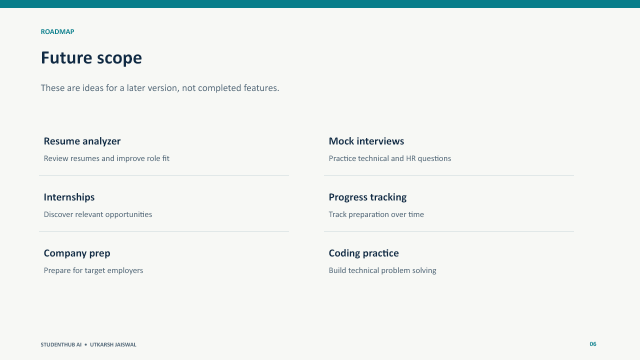 ROADMAP
Future scope
These are ideas for a later version, not completed features.
Resume analyzer
Review resumes and improve role fit
Mock interviews
Practice technical and HR questions
Internships
Discover relevant opportunities
Progress tracking
Track preparation over time
Company prep
Prepare for target employers
Coding practice
Build technical problem solving
STUDENTHUB AI • UTKARSH JAISWAL
06